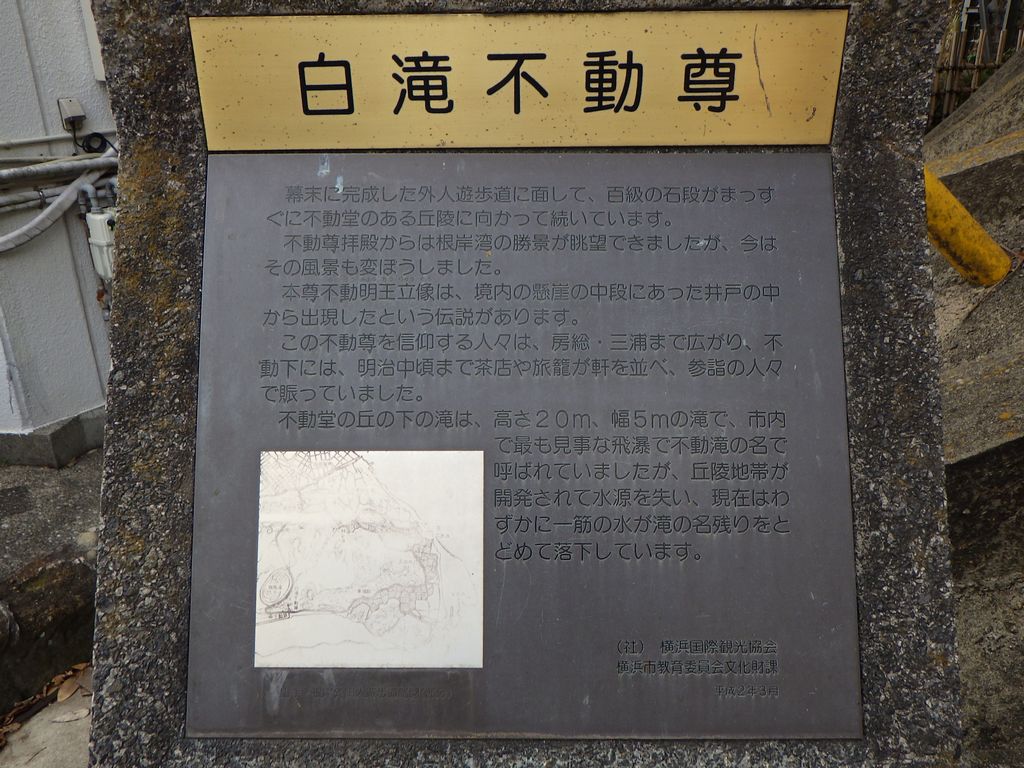 白滝不動尊
幕末に完成した外人遊歩道に面して、百級の石段がまっす
ぐに不動堂のある丘陵に向かって続いています。
不動尊拝殿からは根岸湾の勝景が眺望できましたが、今は
その風景も変ぼうしました。
本尊不動明王立像は、境内の懸崖の中段にあった井戸の中
から出現したという伝説があります。
この不動尊を信仰する人々は、房総・三浦まで広がり、不
動下には、明治中頃まで茶店や旅籠が軒を並べ、参詣の人々
で賑っていました。
不動堂の丘の下の滝は、高さ20m、幅5mの滝で、市内
で最も見事な飛瀑で不動滝の名で
呼ばれていましたが、丘陵地帯が
開発されて水源を失い、現在はわ
ずかに一筋の水が滝の名残りをと
どめて落下しています。
(社) 横浜国際観光協会
横浜市教育委員会文化財課
平成2年3月